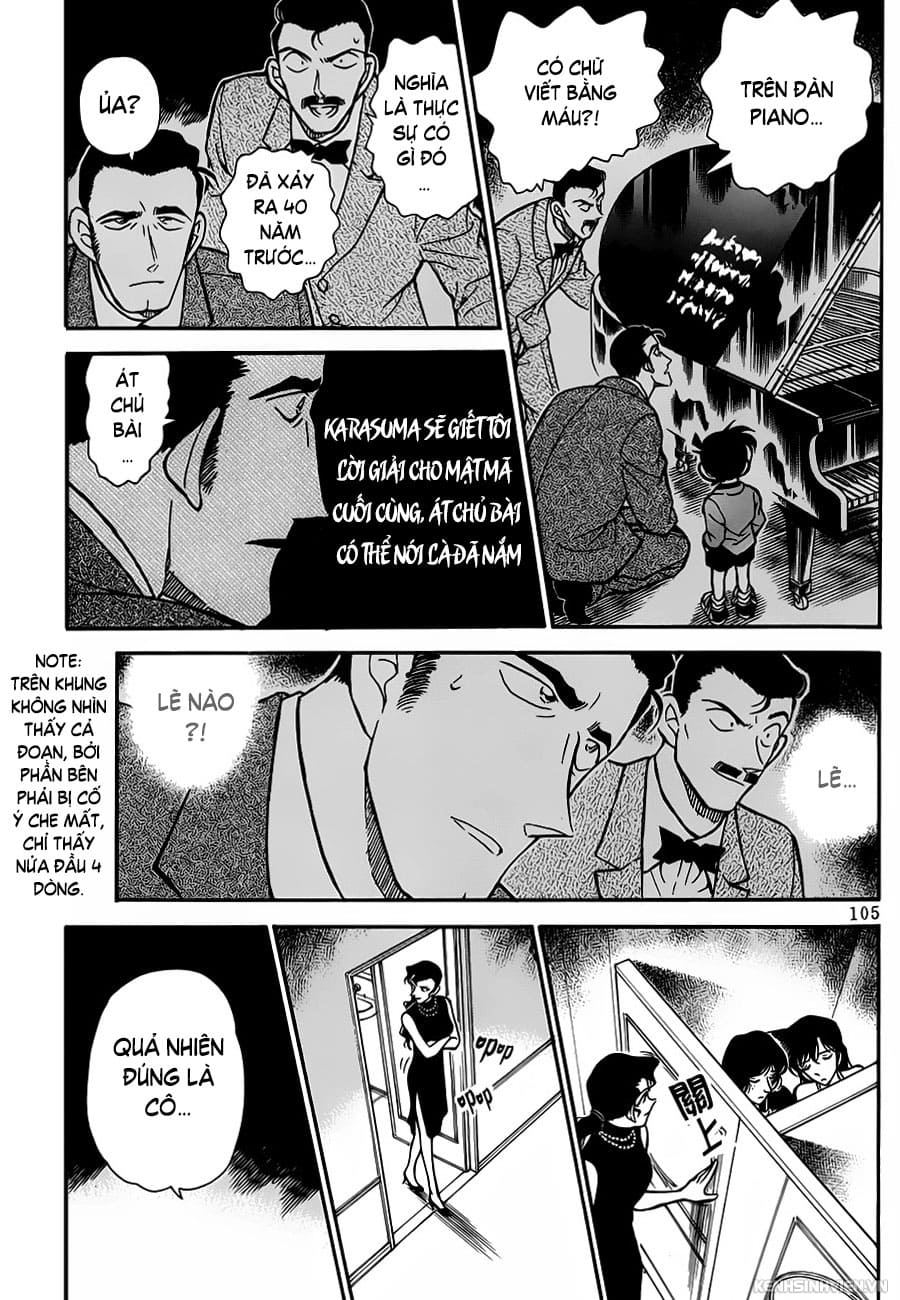 TRÊN ĐÀN
PIANO...
CÓ CHỮ
VIẾT BẰNG
MÁU?!
NGHĨA
LÀ THỰC
SỰ CÓ
GÌ ĐÓ
...
ĐÃ XẢY
RA 40
NĂM
TRƯỚC...
ỦA?
KARASUMA SẼ GIẾT TÔI
LỜI GIẢI CHO MẬT MÃ
CUỐI CÙNG, ÁT CHỦ BÀI
CÓ THỂ NÓI LÀ ĐÃ NẮM
ÁT
CHỦ
BÀI
...
LẼ...
LẼ NÀO
?!
NOTE:
TRÊN KHUNG
KHÔNG NHÌN
THẤY CẢ
ĐOẠN, BỞI
PHẦN BÊN
PHẢI BỊ CỐ
Ý CHE MẤT,
CHỈ THẤY
NỬA ĐẦU 4
DÒNG.
105
關
上
QUẢ NHIÊN
ĐÚNG LÀ
CÔ...
KENHSINHVIEN.VN